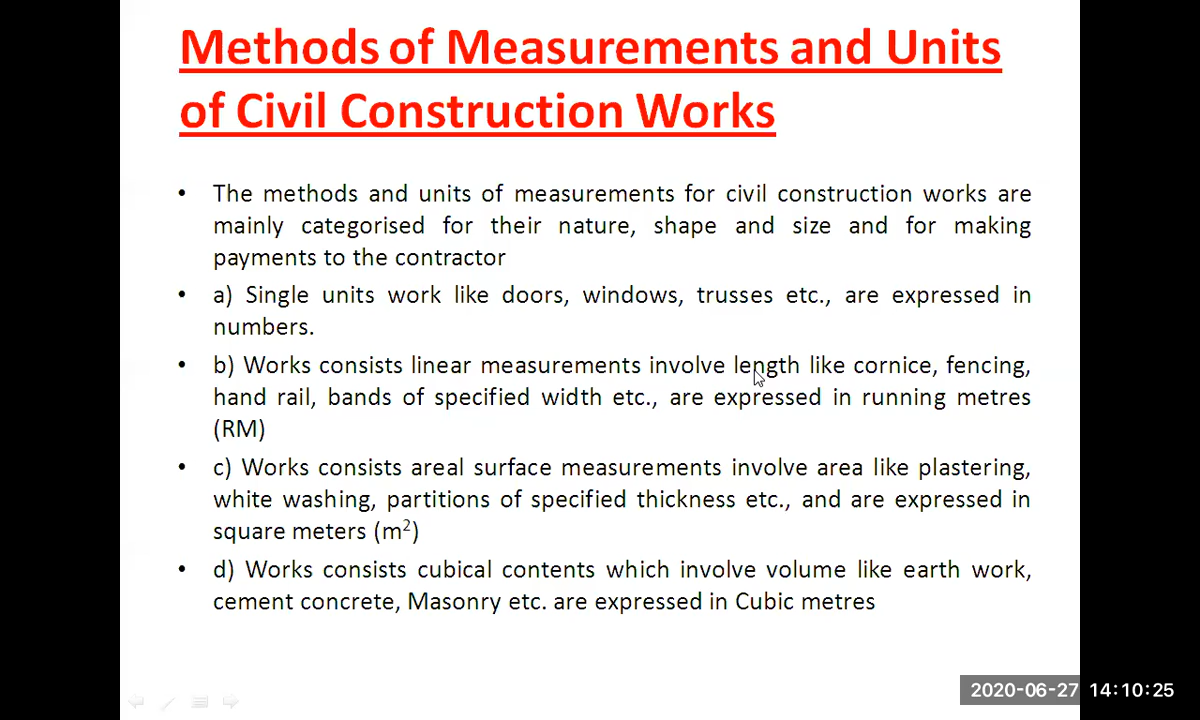 Methods of Measurements and Units
of Civil Construction Works
• The methods and units of measurements for civil construction works are
mainly categorised for their nature, shape and size and for making
payments to the contractor
• a) Single units work like doors, windows, trusses etc., are expressed in
numbers.
• b) Works consists linear measurements involve length like cornice, fencing,
hand rail, bands of specified width etc., are expressed in running metres
(RM)
• c) Works consists areal surface measurements involve area like plastering,
white washing, partitions of specified thickness etc., and are expressed in
square meters (m²)
• d) Works consists cubical contents which involve volume like earth work,
cement concrete, Masonry etc. are expressed in Cubic metres
2020-06-27 14:10:25